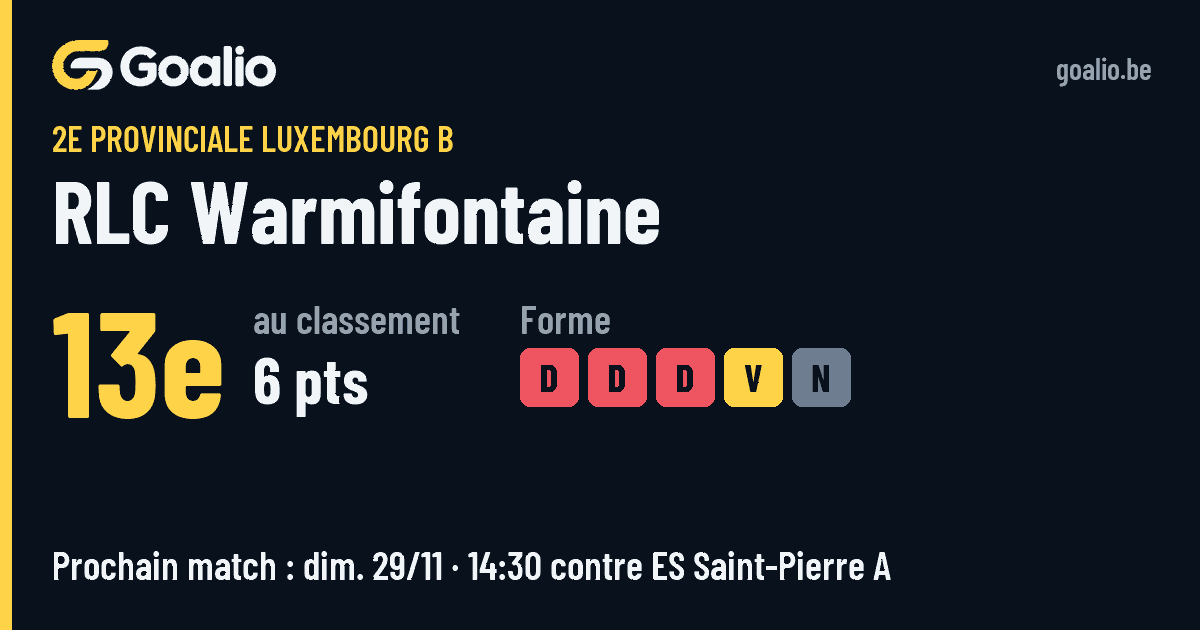 Goalio
goalio.be
2E PROVINCIALE LUXEMBOURG B
RLC Warmifontaine
13e
au classement
6 pts
Forme
D D D V N
Prochain match : dim. 29/11 · 14:30 contre ES Saint-Pierre A